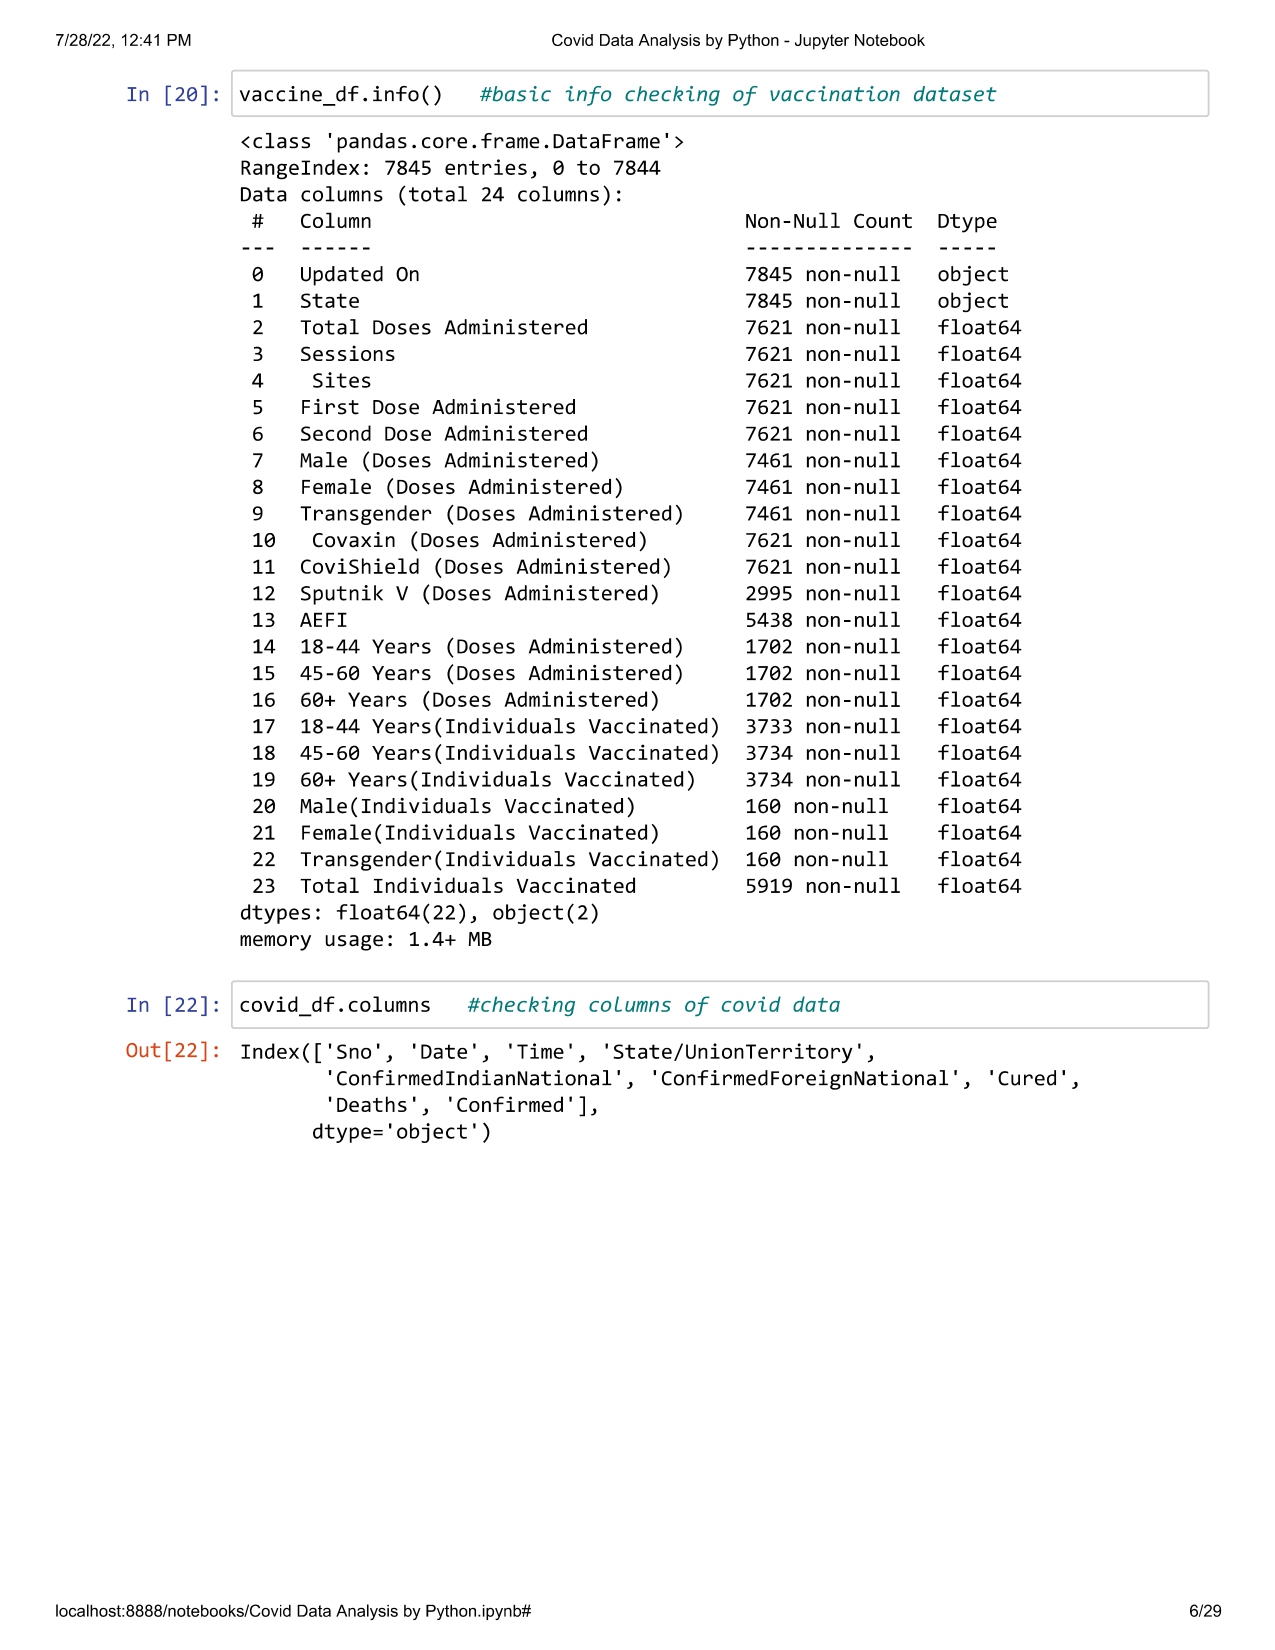 7/28/22, 12:41 PM Covid Data Analysis by Python - Jupyter Notebook
In [20]: vaccine_df.info()   #basic info checking of vaccination dataset
<class 'pandas.core.frame.DataFrame'>
RangeIndex: 7845 entries, 0 to 7844
Data columns (total 24 columns):
 #   Column                               Non-Null Count  Dtype
---  ------                               --------------  -----
 0   Updated On                           7845 non-null   object
 1   State                                7845 non-null   object
 2   Total Doses Administered             7621 non-null   float64
 3   Sessions                             7621 non-null   float64
 4    Sites                               7621 non-null   float64
 5   First Dose Administered              7621 non-null   float64
 6   Second Dose Administered             7621 non-null   float64
 7   Male (Doses Administered)            7461 non-null   float64
 8   Female (Doses Administered)          7461 non-null   float64
 9   Transgender (Doses Administered)     7461 non-null   float64
 10   Covaxin (Doses Administered)        7621 non-null   float64
 11  CoviShield (Doses Administered)      7621 non-null   float64
 12  Sputnik V (Doses Administered)       2995 non-null   float64
 13  AEFI                                 5438 non-null   float64
 14  18-44 Years (Doses Administered)     1702 non-null   float64
 15  45-60 Years (Doses Administered)     1702 non-null   float64
 16  60+ Years (Doses Administered)       1702 non-null   float64
 17  18-44 Years(Individuals Vaccinated)  3733 non-null   float64
 18  45-60 Years(Individuals Vaccinated)  3734 non-null   float64
 19  60+ Years(Individuals Vaccinated)    3734 non-null   float64
 20  Male(Individuals Vaccinated)         160 non-null    float64
 21  Female(Individuals Vaccinated)       160 non-null    float64
 22  Transgender(Individuals Vaccinated)  160 non-null    float64
 23  Total Individuals Vaccinated         5919 non-null   float64
dtypes: float64(22), object(2)
memory usage: 1.4+ MB
In [22]: covid_df.columns   #checking columns of covid data
Out[22]: Index(['Sno', 'Date', 'Time', 'State/UnionTerritory',
       'ConfirmedIndianNational', 'ConfirmedForeignNational', 'Cured',
       'Deaths', 'Confirmed'],
      dtype='object')
localhost:8888/notebooks/Covid Data Analysis by Python.ipynb# 6/29